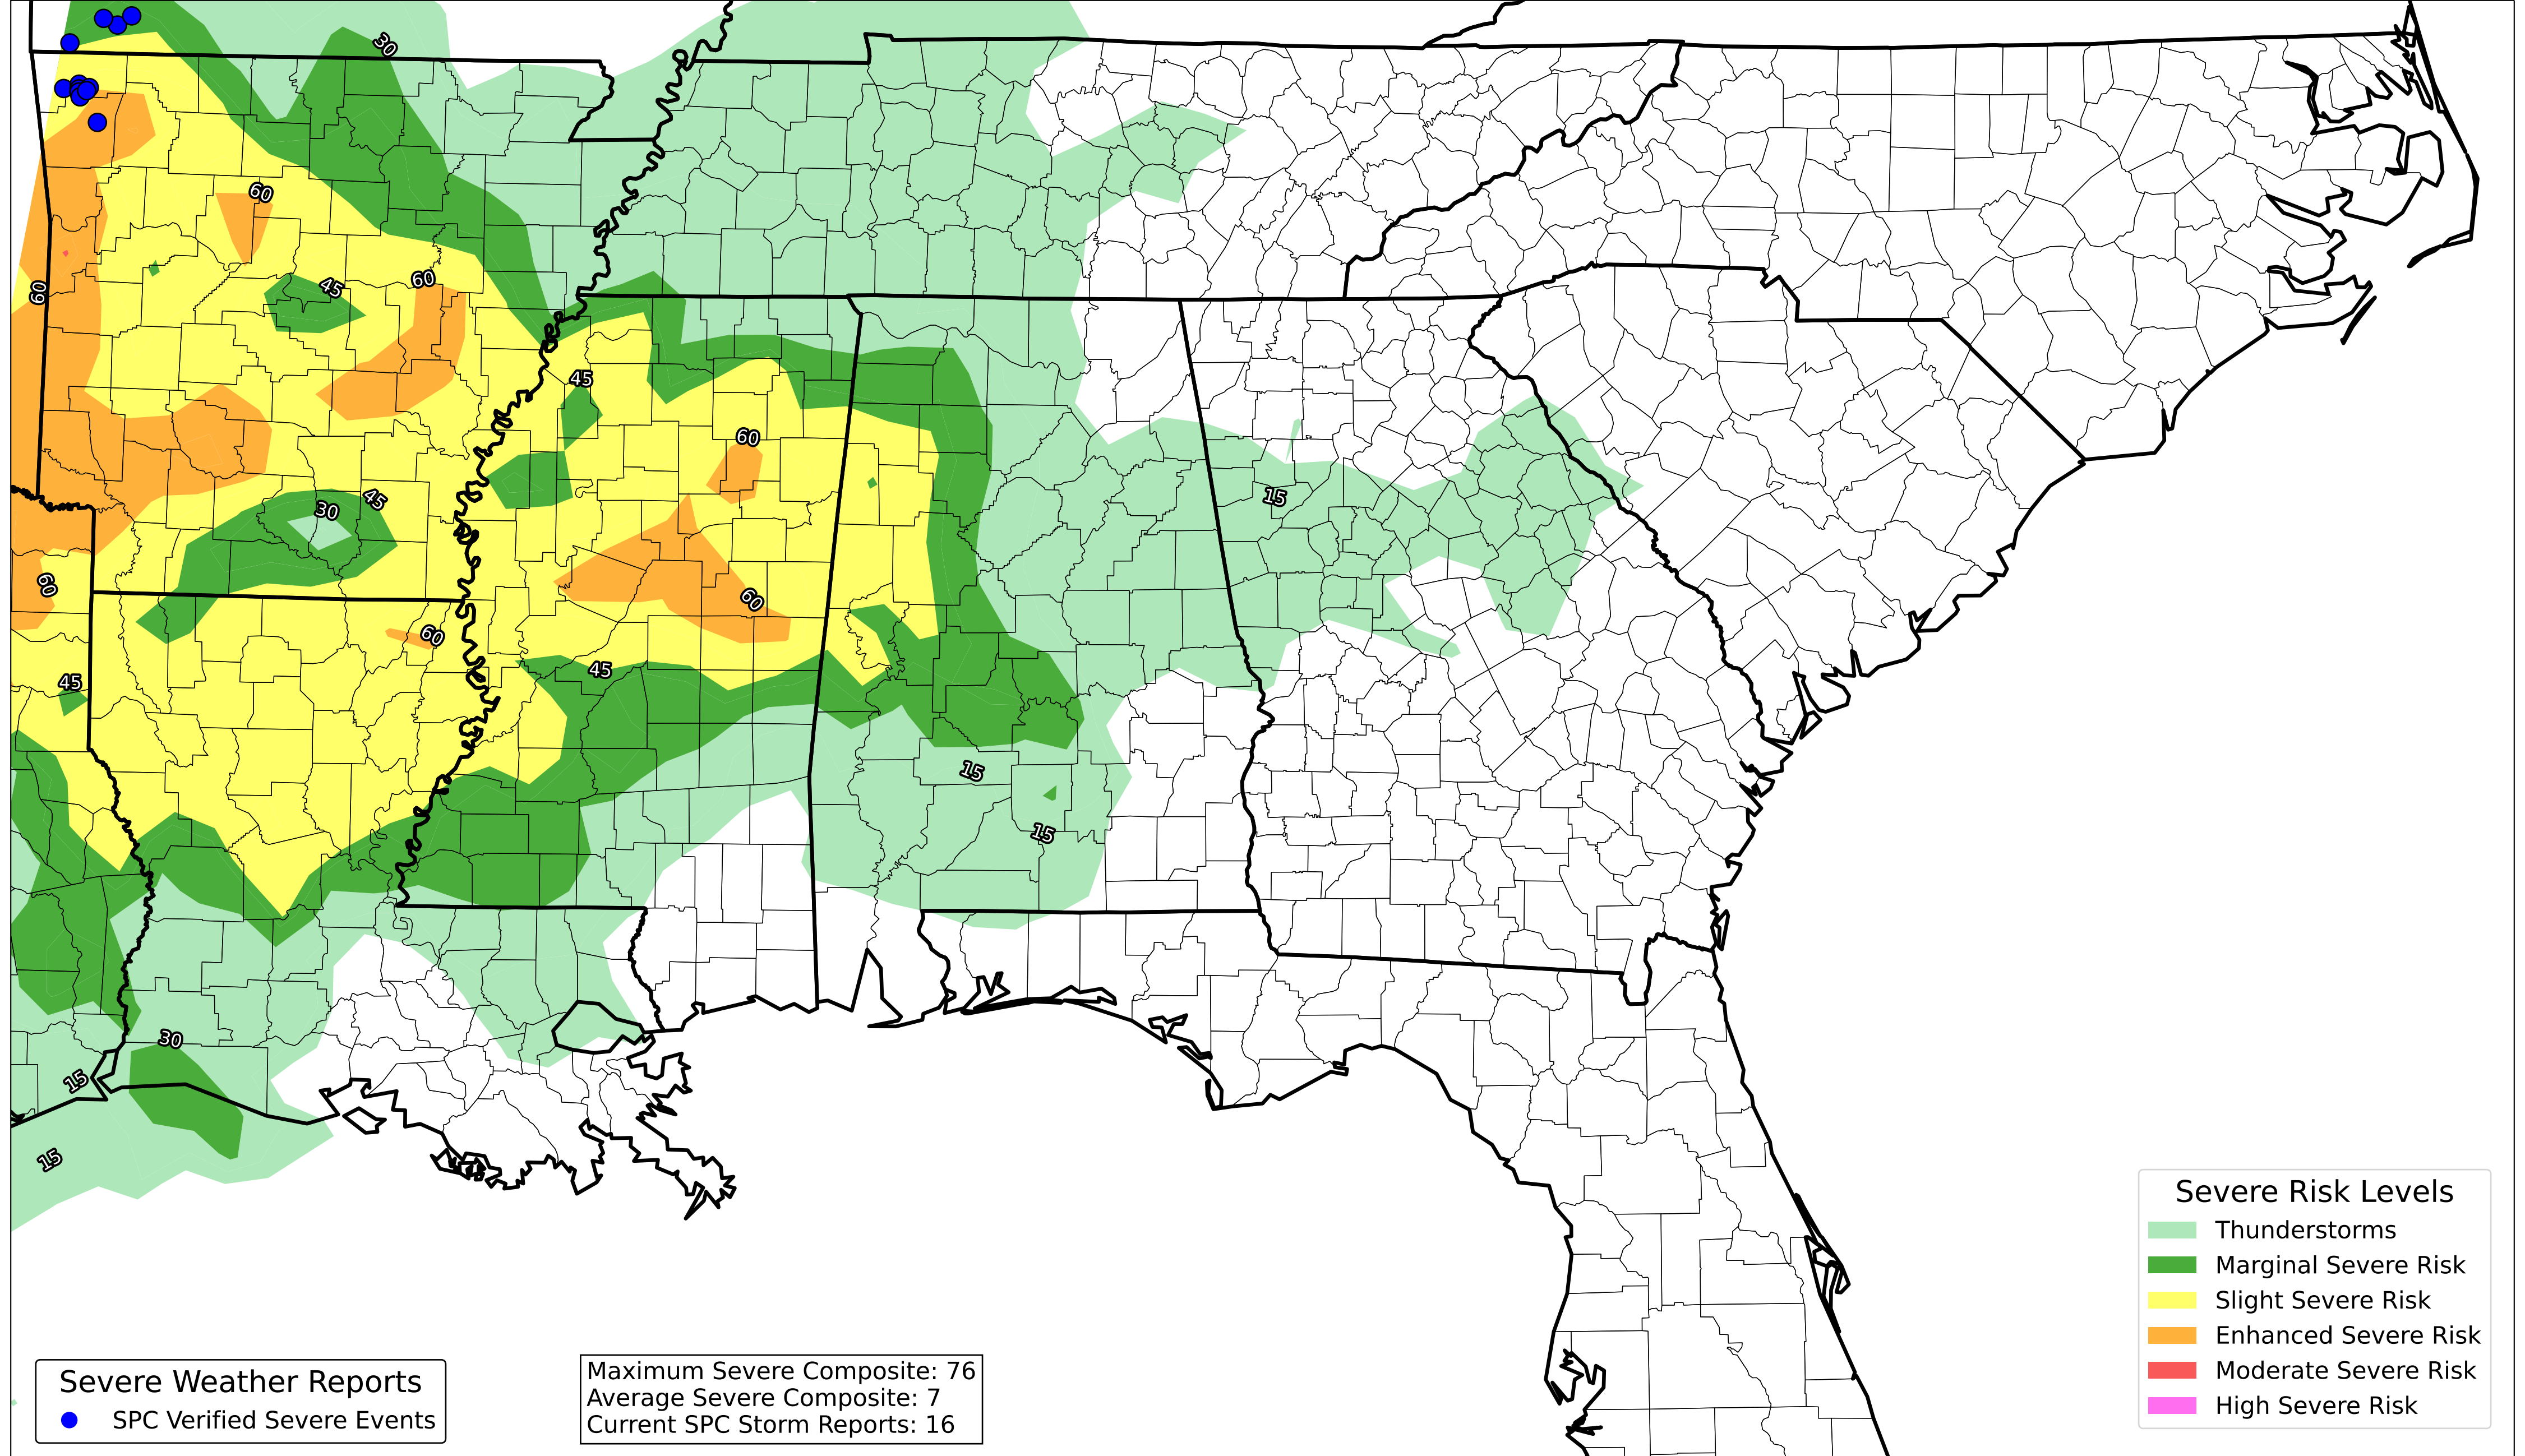 30
60
60
45
60
45
60
45
15
30
60
60
60
45
45
15
15
30
15
15
Severe Risk Levels
Thunderstorms
Marginal Severe Risk
Slight Severe Risk
Enhanced Severe Risk
Moderate Severe Risk
High Severe Risk
Severe Weather Reports
SPC Verified Severe Events
Maximum Severe Composite: 76
Average Severe Composite: 7
Current SPC Storm Reports: 16